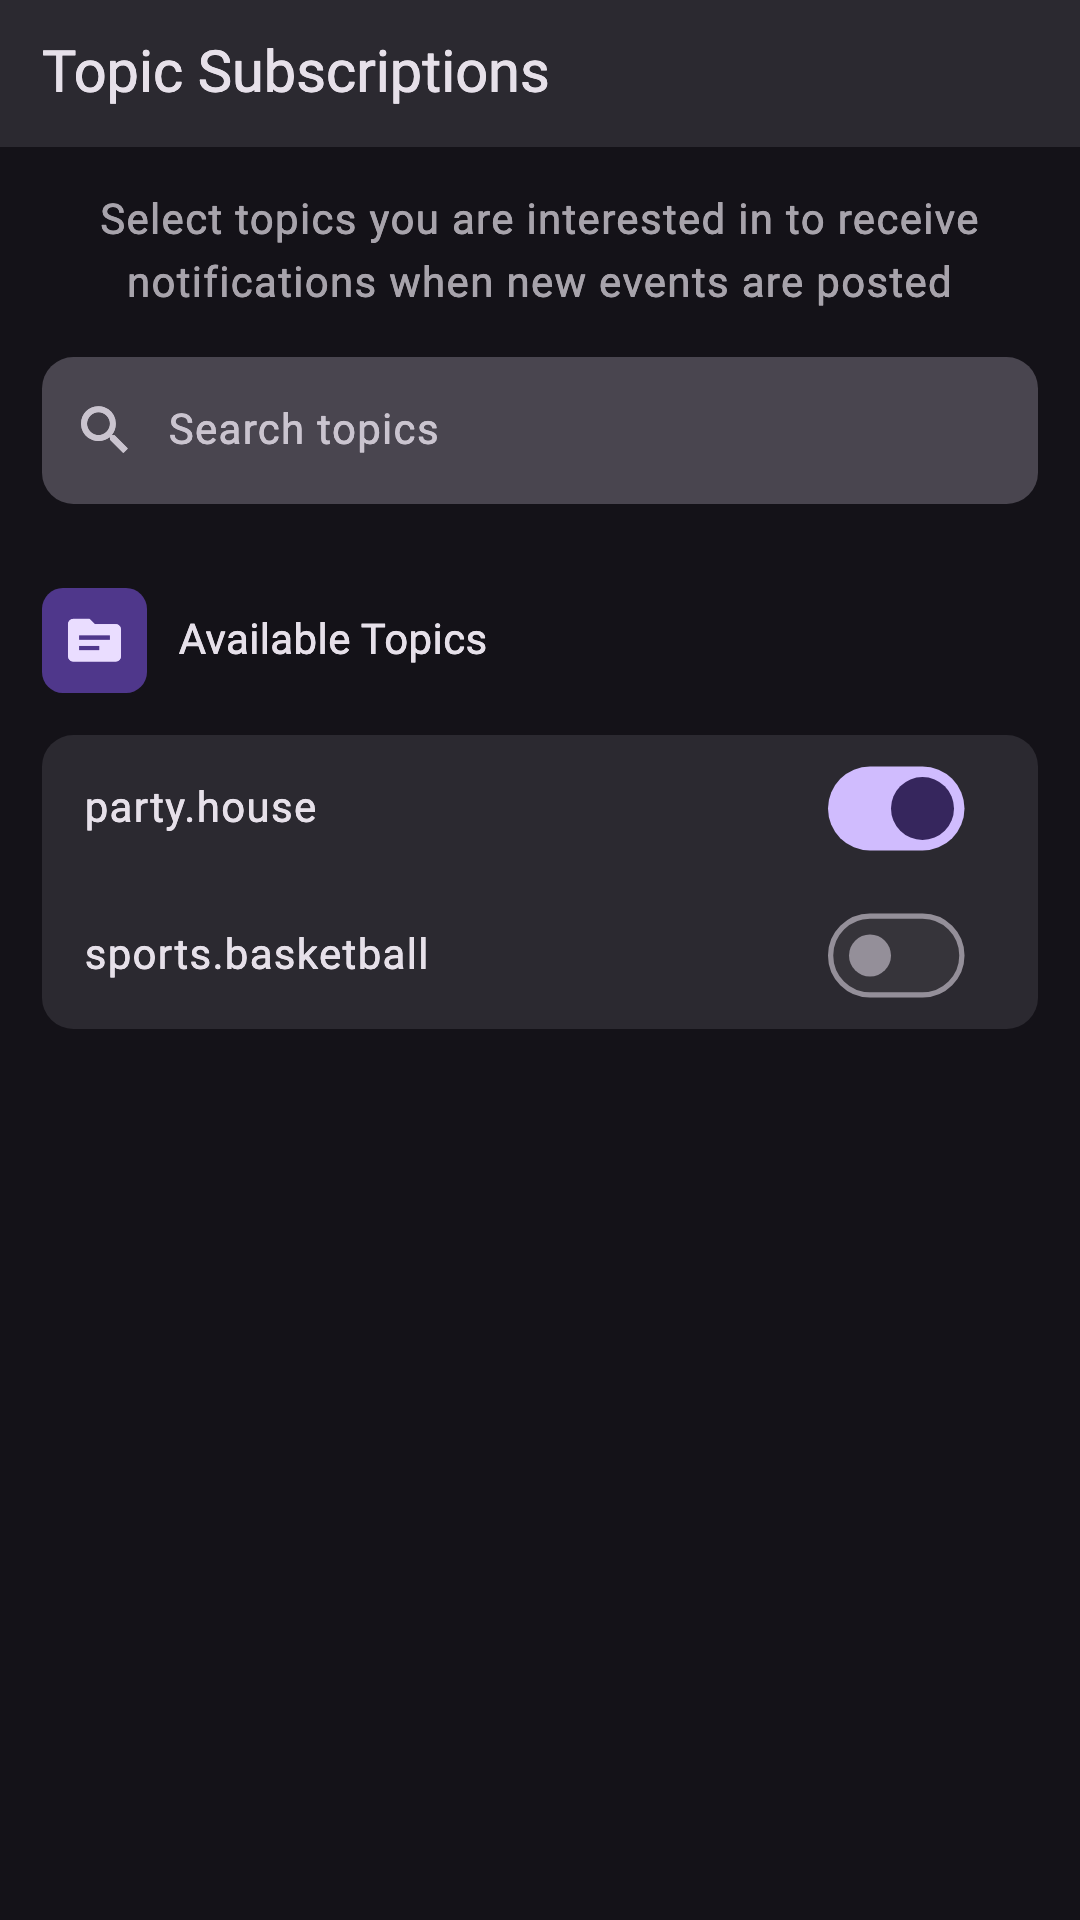 Topic Subscriptions
Select topics you are interested in to receive
notifications when new events are posted
Search topics
Available Topics
party.house
sports.basketball